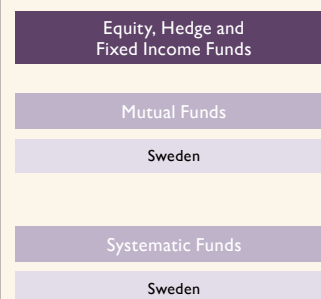 Equity, Hedge and
Fixed Income Funds
Mutual Funds
Sweden
Systematic Funds
Sweden